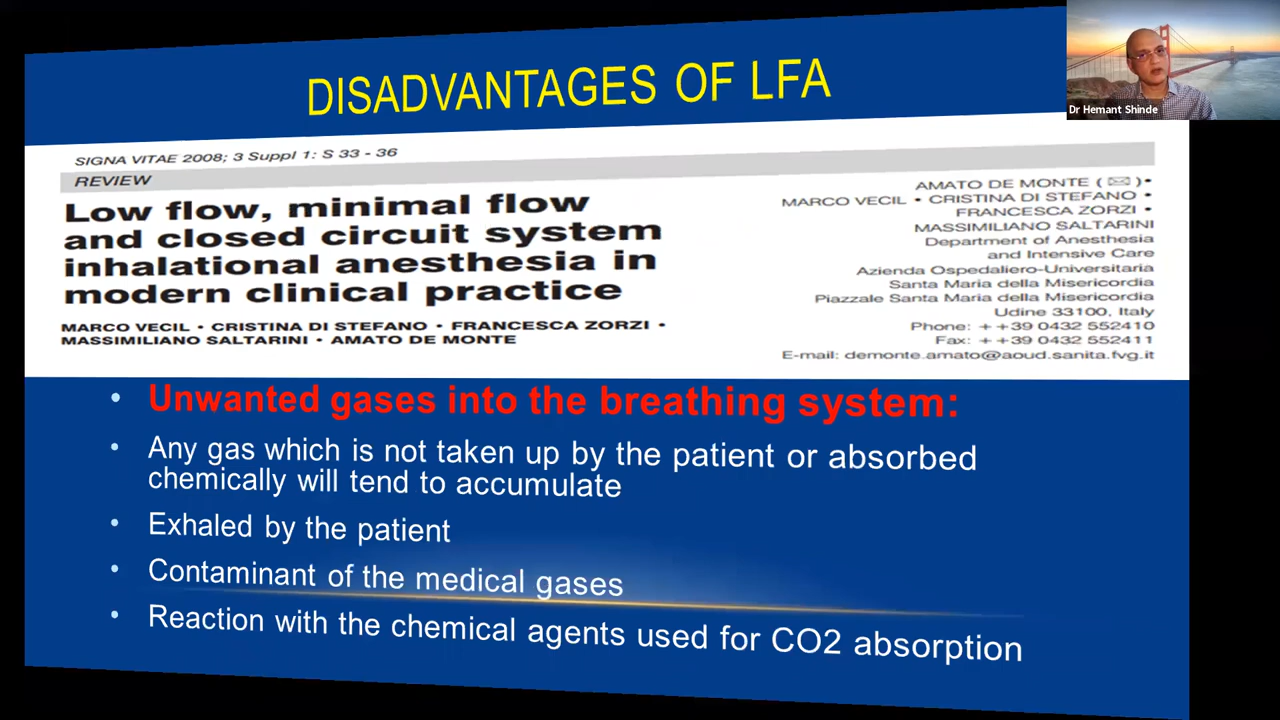 DISADVANTAGES OF LFA
Dr Hemant Shinde
SIGNA VITAE 2008; 3 Suppl 1: S 33 - 36
REVIEW
Low flow, minimal flow
and closed circuit system
inhalational anesthesia in
modern clinical practice
MARCO VECIL • CRISTINA DI STEFANO • FRANCESCA ZORZI •
MASSIMILIANO SALTARINI • AMATO DE MONTE
AMATO DE MONTE (✉)•
MARCO VECIL • CRISTINA DI STEFANO •
FRANCESCA ZORZI •
MASSIMILIANO SALTARINI
Department of Anesthesia
and Intensive Care
Azienda Ospedaliero-Universitaria
Santa Maria della Misericordia
Piazzale Santa Maria della Misericordia
Udine 33100, Italy
Phone: ++39 0432 552410
Fax: ++39 0432 552411
E-mail: demonte.amato@aoud.sanita.fvg.it
• Unwanted gases into the breathing system:
• Any gas which is not taken up by the patient or absorbed
chemically will tend to accumulate
• Exhaled by the patient
• Contaminant of the medical gases
• Reaction with the chemical agents used for CO2 absorption